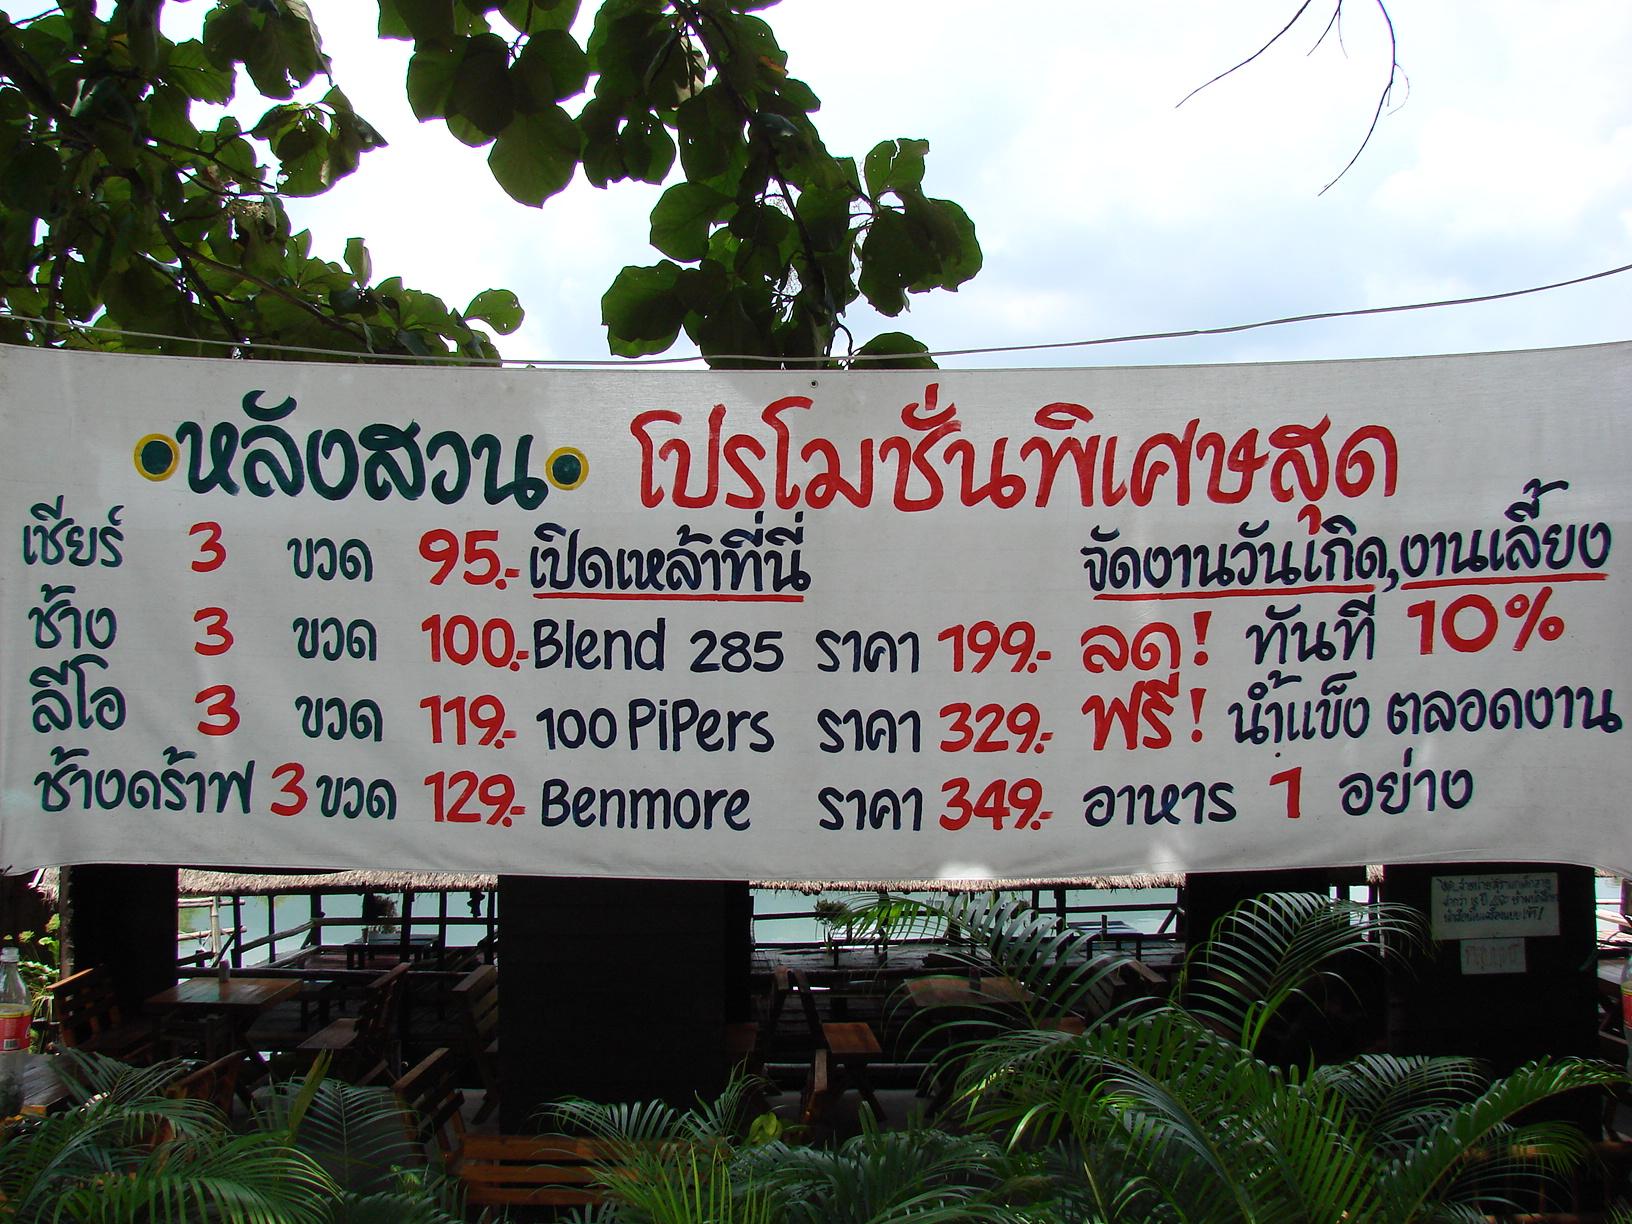 หลังสวน โปรโมชั่นพิเศษสุด
เชียร์ 3 ขวด 95.- เปิดเหล้าที่นี่ จัดงานวันเกิด,งานเลี้ยง
ช้าง 3 ขวด 100.- Blend 285 ราคา 199.- ลด! ทันที 10%
ลีโอ 3 ขวด 119.- 100 PiPers ราคา 329.- ฟรี! น้ำแข็ง ตลอดงาน
ช้างดร้าฟ 3 ขวด 129.- Benmore ราคา 349.- อาหาร 1 อย่าง